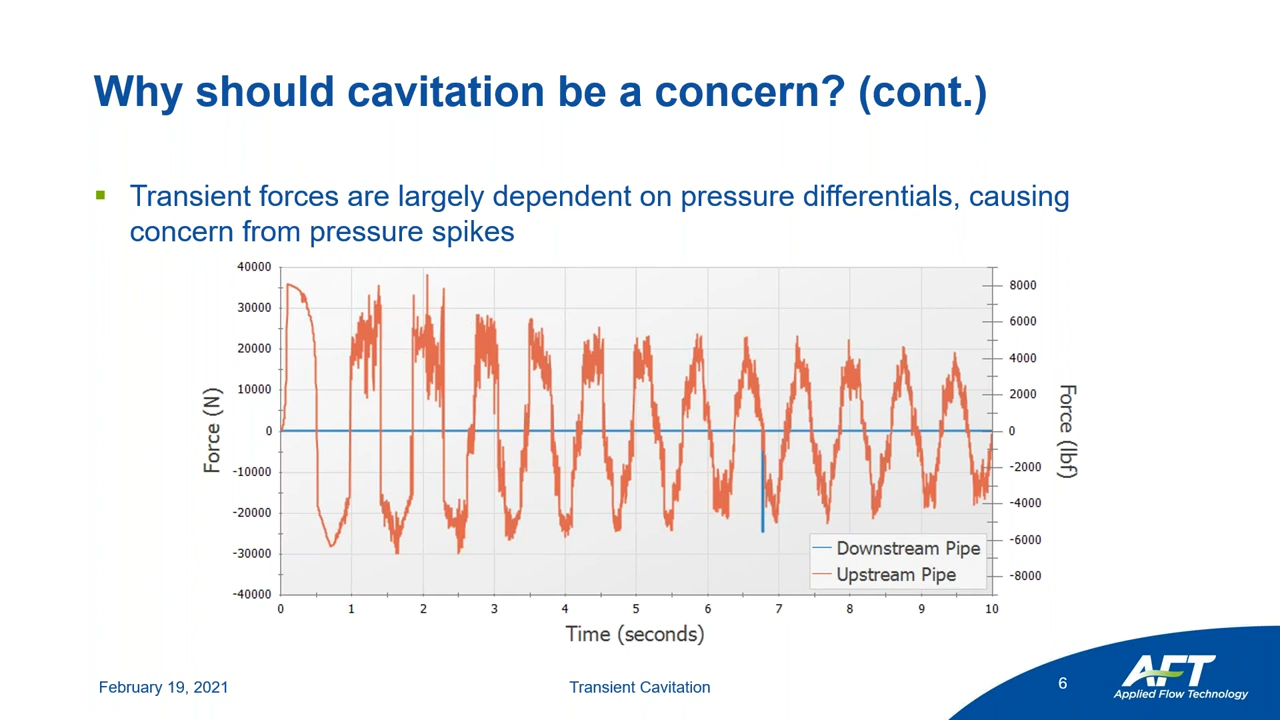 Why should cavitation be a concern? (cont.)
▪ Transient forces are largely dependent on pressure differentials, causing
concern from pressure spikes
40000
30000
20000
10000
0
-10000
-20000
-30000
-40000
Force (N)
8000
6000
4000
2000
0
-2000
-4000
-6000
-8000
Force (lbf)
Downstream Pipe
Upstream Pipe
0 1 2 3 4 5 6 7 8 9 10
Time (seconds)
February 19, 2021
Transient Cavitation
6
AFT
Applied Flow Technology